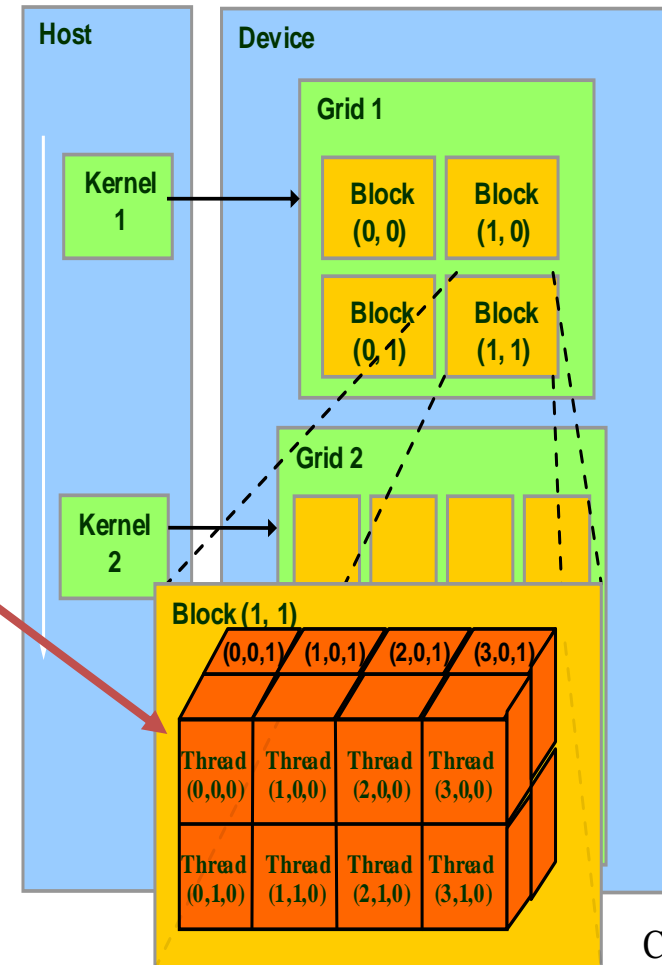 Host
Device
Grid 1
Kernel
1
Block
(0, 0)
Block
(1, 0)
Block
(0, 1)
Block
(1, 1)
Grid 2
Kernel
2
Block (1, 1)
(0,0,1) (1,0,1) (2,0,1) (3,0,1)
Thread
(0,0,0)
Thread
(1,0,0)
Thread
(2,0,0)
Thread
(3,0,0)
Thread
(0,1,0)
Thread
(1,1,0)
Thread
(2,1,0)
Thread
(3,1,0)
C